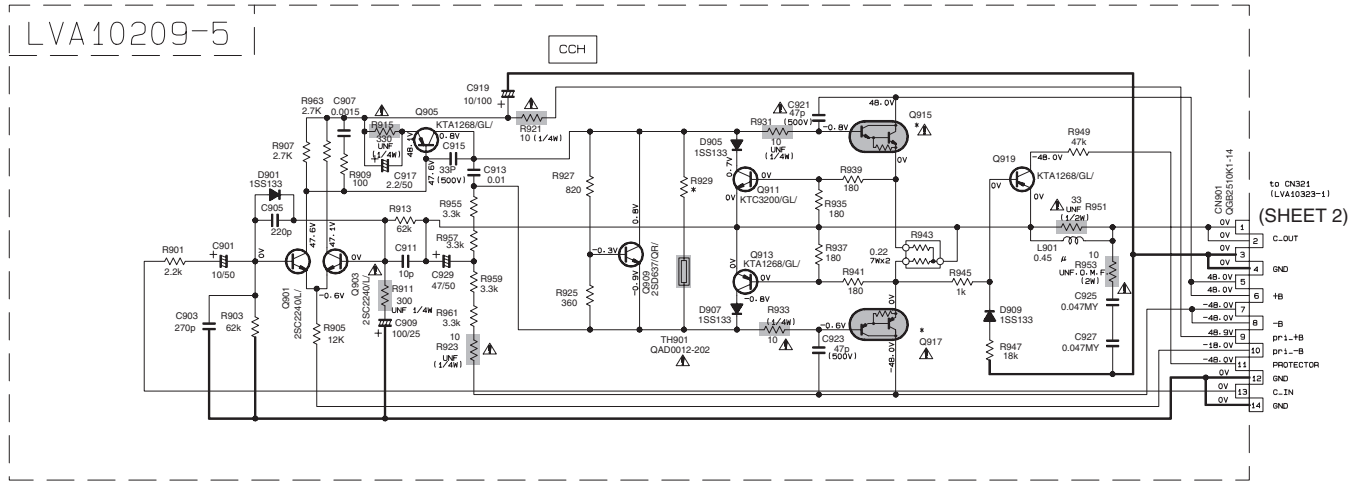 LVA10209-5
CCH
R963
2.7K
C907
0.0015
R915
330
UNF
(1/4W)
Q905
KTA1268/GL/
C919
10/100
R921
10 (1/4W)
R907
2.7K
R909
100
C917
2.2/50
48.1V
0.8V
47.6V
C915
33P
(500V)
C913
0.01
D901
1SS133
C905
220p
R913
62k
R955
3.3k
R957
3.3k
R901
2.2k
C901
10/50
0V
47.6V
47.1V
-0.6V
0V
C911
10p
C929
47/50
R959
3.3k
Q901
2SC2240/L/
Q903
2SC2240/L/
R911
300
UNF 1/4W
R961
3.3k
C903
270p
R903
62k
R905
12K
C909
100/25
10
R923
UNF
(1/4W)
R927
820
R925
360
-0.3V
0.8V
-0.9V
Q909
2SD637/QR/
R929
*
TH901
QAD0012-202
D905
1SS133
R931
10
UNF
(1/4W)
C921
47p
(500V)
-0.8V
48.0V
Q915
*
0.7V
0V
0V
Q911
KTC3200/GL/
R939
180
R935
180
0V
Q913
KTA1268/GL/
0V
0V
-0.8V
R937
180
R941
180
D907
1SS133
R933
(1/4W)
10
-0.6V
C923
47p
(500V)
0V
-48.0V
*
Q917
0.22
7Wx2
R943
R945
1k
Q919
-48.0V
KTA1268/GL/
0V
0V
R949
47k
33
UNF
(1/2W)
R951
L901
0.45 μ
10
R953
UNF.O.M.F
(2W)
D909
1SS133
R947
18k
C925
0.047MY
C927
0.047MY
CN901
QGB2510K1-14
to CN321
(LVA10323-1)
(SHEET 2)
0V 1
0V 2 C_OUT
0V 3
0V 4 GND
48.0V 5
48.0V 6 +B
-48.0V 7
-48.0V 8 -B
48.9V 9 pri_+B
-18.0V 10 pri_-B
-48.0V 11 PROTECTOR
0V 12 GND
0V 13 C_IN
0V 14 GND